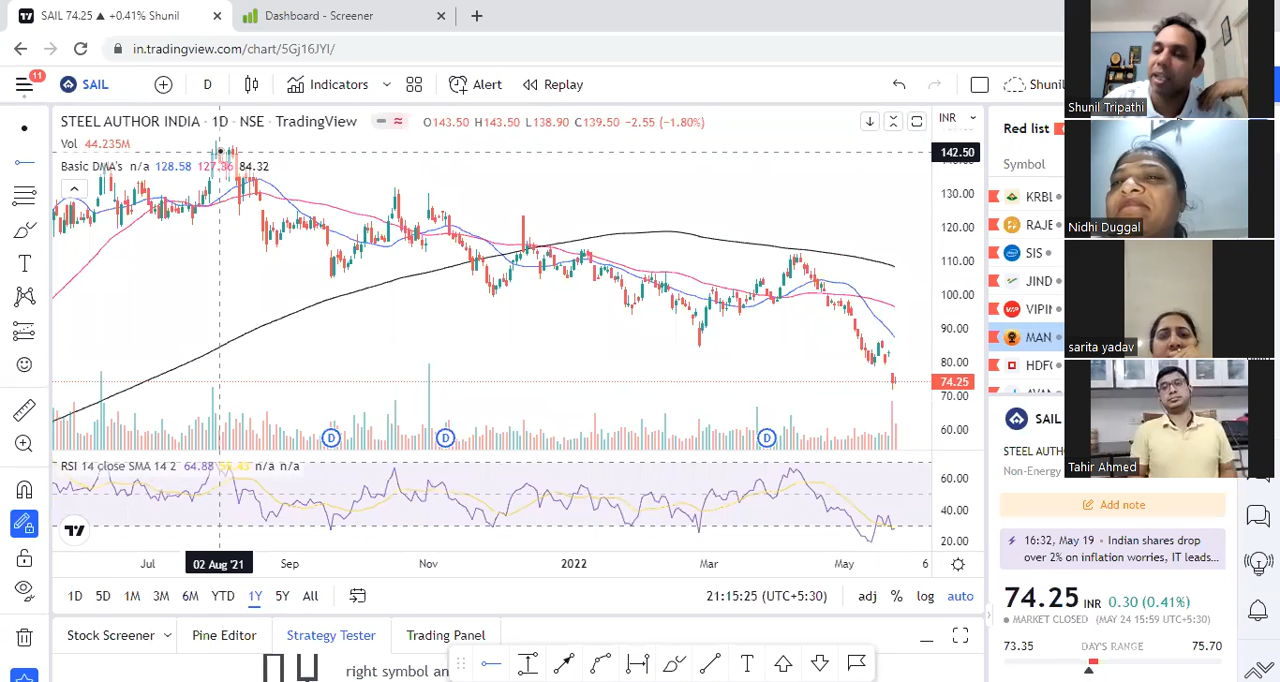 SAIL 74.25 ▲ +0.41% Shunil
Dashboard - Screener
in.tradingview.com/chart/5Gj16JYI/
11
SAIL
D
Indicators
Alert
Replay
Shunil
STEEL AUTHOR INDIA · 1D · NSE · TradingView
O143.50 H143.50 L138.90 C139.50 -2.55 (-1.80%)
INR
Vol 44.235M
Basic DMA's n/a 128.58 127.36 84.32
142.50
130.00
120.00
110.00
100.00
90.00
80.00
74.25
70.00
60.00
D
D
D
RSI 14 close SMA 14 2 64.88 n/a n/a
60.00
40.00
20.00
Jul
02 Aug '21
Sep
Nov
2022
Mar
May
6
1D 5D 1M 3M 6M YTD 1Y 5Y All
21:15:25 (UTC+5:30)
adj % log auto
Stock Screener
Pine Editor
Strategy Tester
Trading Panel
right symbol an
Red list
Symbol
KRBL
RAJE
SIS
JIND
VIPIN
MAN
HDFC
SAIL
STEEL AUTH
Non-Energy
Add note
16:32, May 19 • Indian shares drop
over 2% on inflation worries, IT leads...
74.25 INR 0.30 (0.41%)
MARKET CLOSED (MAY 24 15:59 UTC+5:30)
73.35 DAY'S RANGE 75.70
Shunil Tripathi
Nidhi Duggal
sarita yadav
Tahir Ahmed